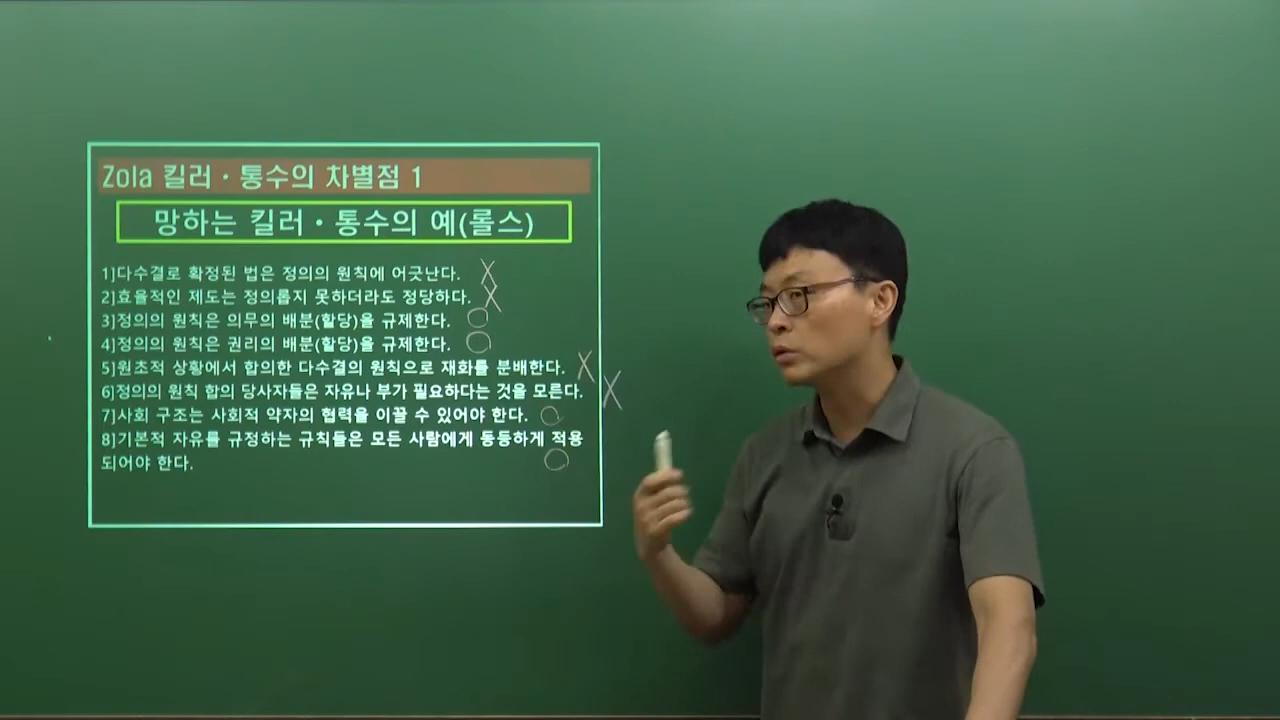 Zola 킬러・통수의 차별점 1
망하는 킬러・통수의 예(롤스)
1]다수결로 확정된 법은 정의의 원칙에 어긋난다. X
2]효율적인 제도는 정의롭지 못하더라도 정당하다. X
3]정의의 원칙은 의무의 배분(할당)을 규제한다. O
4]정의의 원칙은 권리의 배분(할당)을 규제한다. O
5]원초적 상황에서 합의한 다수결의 원칙으로 재화를 분배한다. X
6]정의의 원칙 합의 당사자들은 자유나 부가 필요하다는 것을 모른다. X
7]사회 구조는 사회적 약자의 협력을 이끌 수 있어야 한다. O
8]기본적 자유를 규정하는 규칙들은 모든 사람에게 동등하게 적용
되어야 한다. O